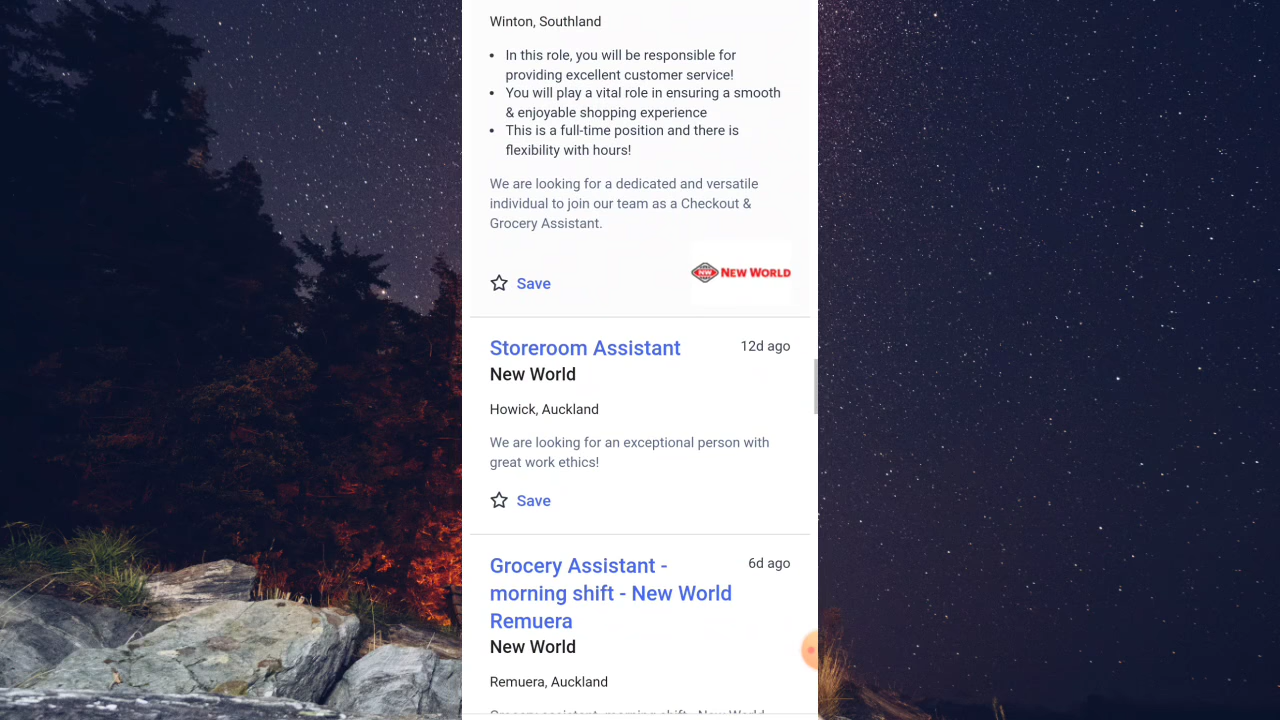 Winton, Southland
• In this role, you will be responsible for
providing excellent customer service!
• You will play a vital role in ensuring a smooth
& enjoyable shopping experience
• This is a full-time position and there is
flexibility with hours!
We are looking for a dedicated and versatile
individual to join our team as a Checkout &
Grocery Assistant.
Save
NW NEW WORLD
Storeroom Assistant
12d ago
New World
Howick, Auckland
We are looking for an exceptional person with
great work ethics!
Save
Grocery Assistant -
6d ago
morning shift - New World
Remuera
New World
Remuera, Auckland